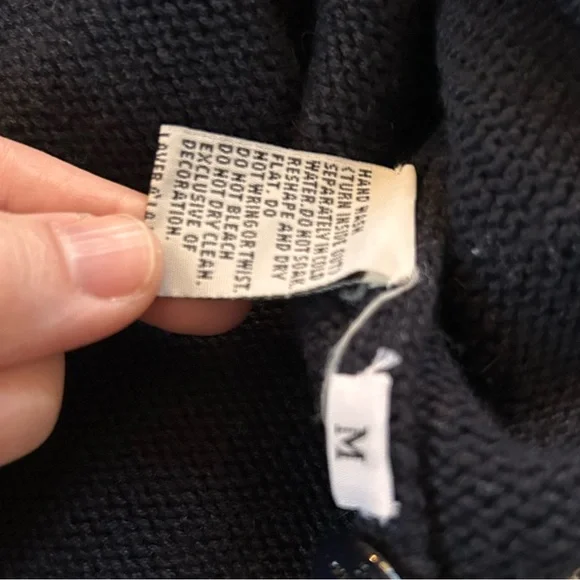 HAND WASH
(TURN INSIDE OUT)
SEPARATELY IN COLD
WATER. DO NOT SOAK.
RESHAPE AND DRY
FLAT. DO
NOT WRING OR TWIST.
DO NOT BLEACH
DO NOT DRY CLEAN.
EXCLUSIVE OF
DECORATION.
M